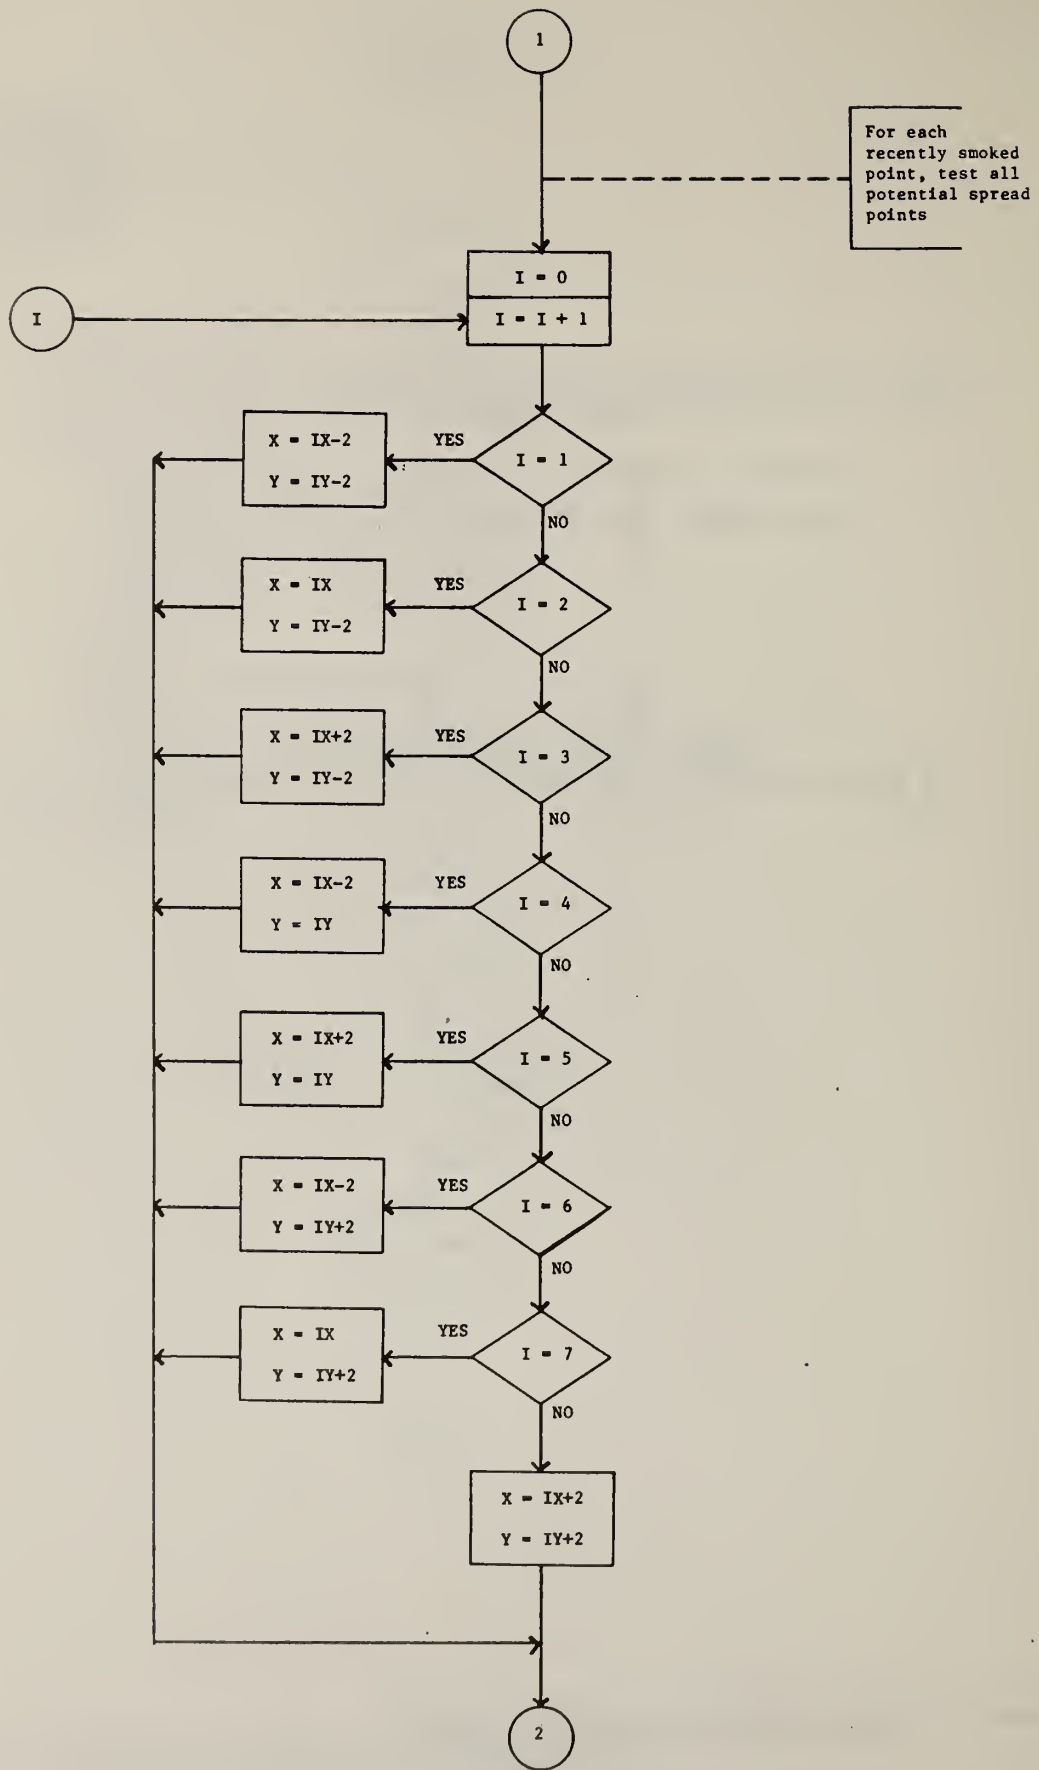 1
For each
recently smoked
point, test all
potential spread
points
I = 0
I
I = I + 1
X = IX-2
Y = IY-2
YES
I = 1
NO
X = IX
Y = IY-2
YES
I = 2
NO
X = IX+2
Y = IY-2
YES
I = 3
NO
X = IX-2
Y = IY
YES
I = 4
NO
X = IX+2
Y = IY
YES
I = 5
NO
X = IX-2
Y = IY+2
YES
I = 6
NO
X = IX
Y = IY+2
YES
I = 7
NO
X = IX+2
Y = IY+2
2